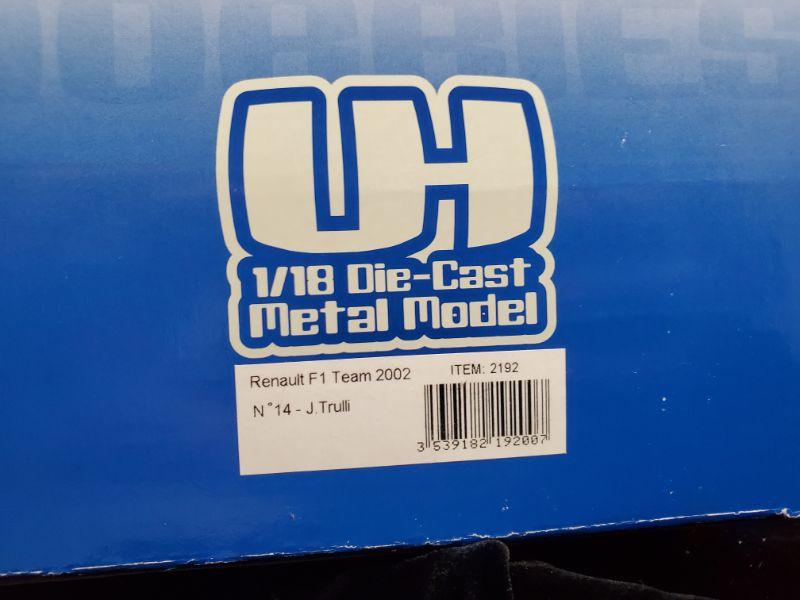 UH
1/18 Die-Cast
Metal Model
Renault F1 Team 2002
ITEM: 2192
N°14 - J.Trulli
3 539182 192007